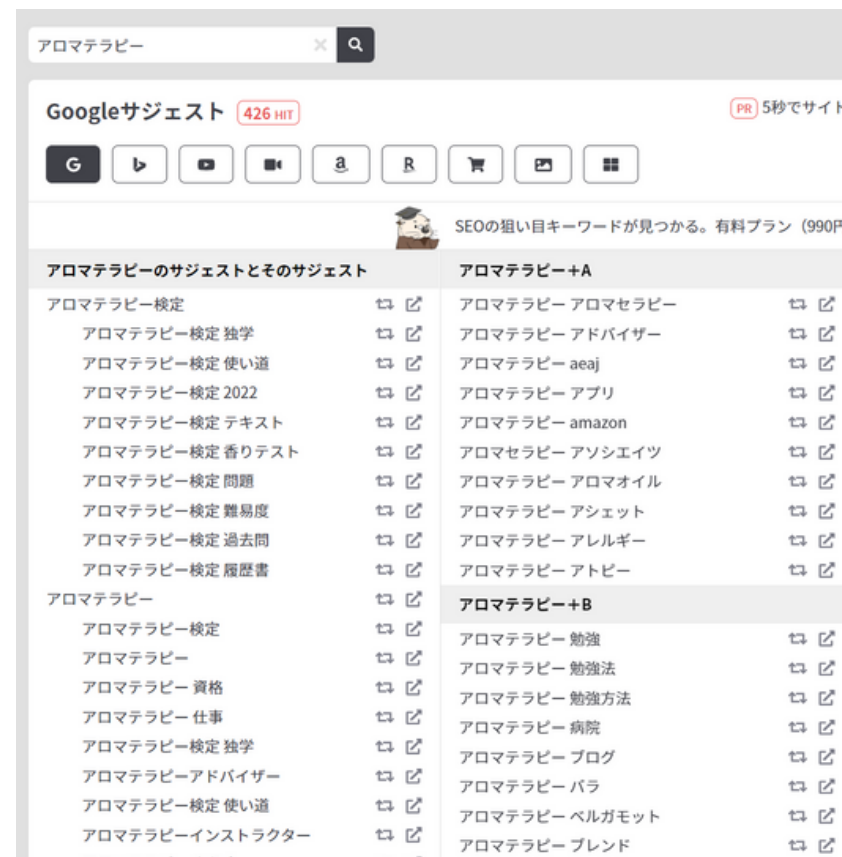 アロマテラピー
Googleサジェスト 426 HIT
PR 5秒でサイト
G b a R
SEOの狙い目キーワードが見つかる。有料プラン（990円
アロマテラピーのサジェストとそのサジェスト
アロマテラピー検定
アロマテラピー検定 独学
アロマテラピー検定 使い道
アロマテラピー検定 2022
アロマテラピー検定 テキスト
アロマテラピー検定 香りテスト
アロマテラピー検定 問題
アロマテラピー検定 難易度
アロマテラピー検定 過去問
アロマテラピー検定 履歴書
アロマテラピー
アロマテラピー検定
アロマテラピー
アロマテラピー 資格
アロマテラピー 仕事
アロマテラピー検定 独学
アロマテラピーアドバイザー
アロマテラピー検定 使い道
アロマテラピーインストラクター
アロマテラピー＋A
アロマテラピー アロマセラピー
アロマテラピー アドバイザー
アロマテラピー aeaj
アロマテラピー アプリ
アロマテラピー amazon
アロマセラピー アソシエイツ
アロマテラピー アロマオイル
アロマテラピー アシェット
アロマテラピー アレルギー
アロマテラピー アトピー
アロマテラピー＋B
アロマテラピー 勉強
アロマテラピー 勉強法
アロマテラピー 勉強方法
アロマテラピー 病院
アロマテラピー ブログ
アロマテラピー バラ
アロマテラピー ベルガモット
アロマテラピー ブレンド